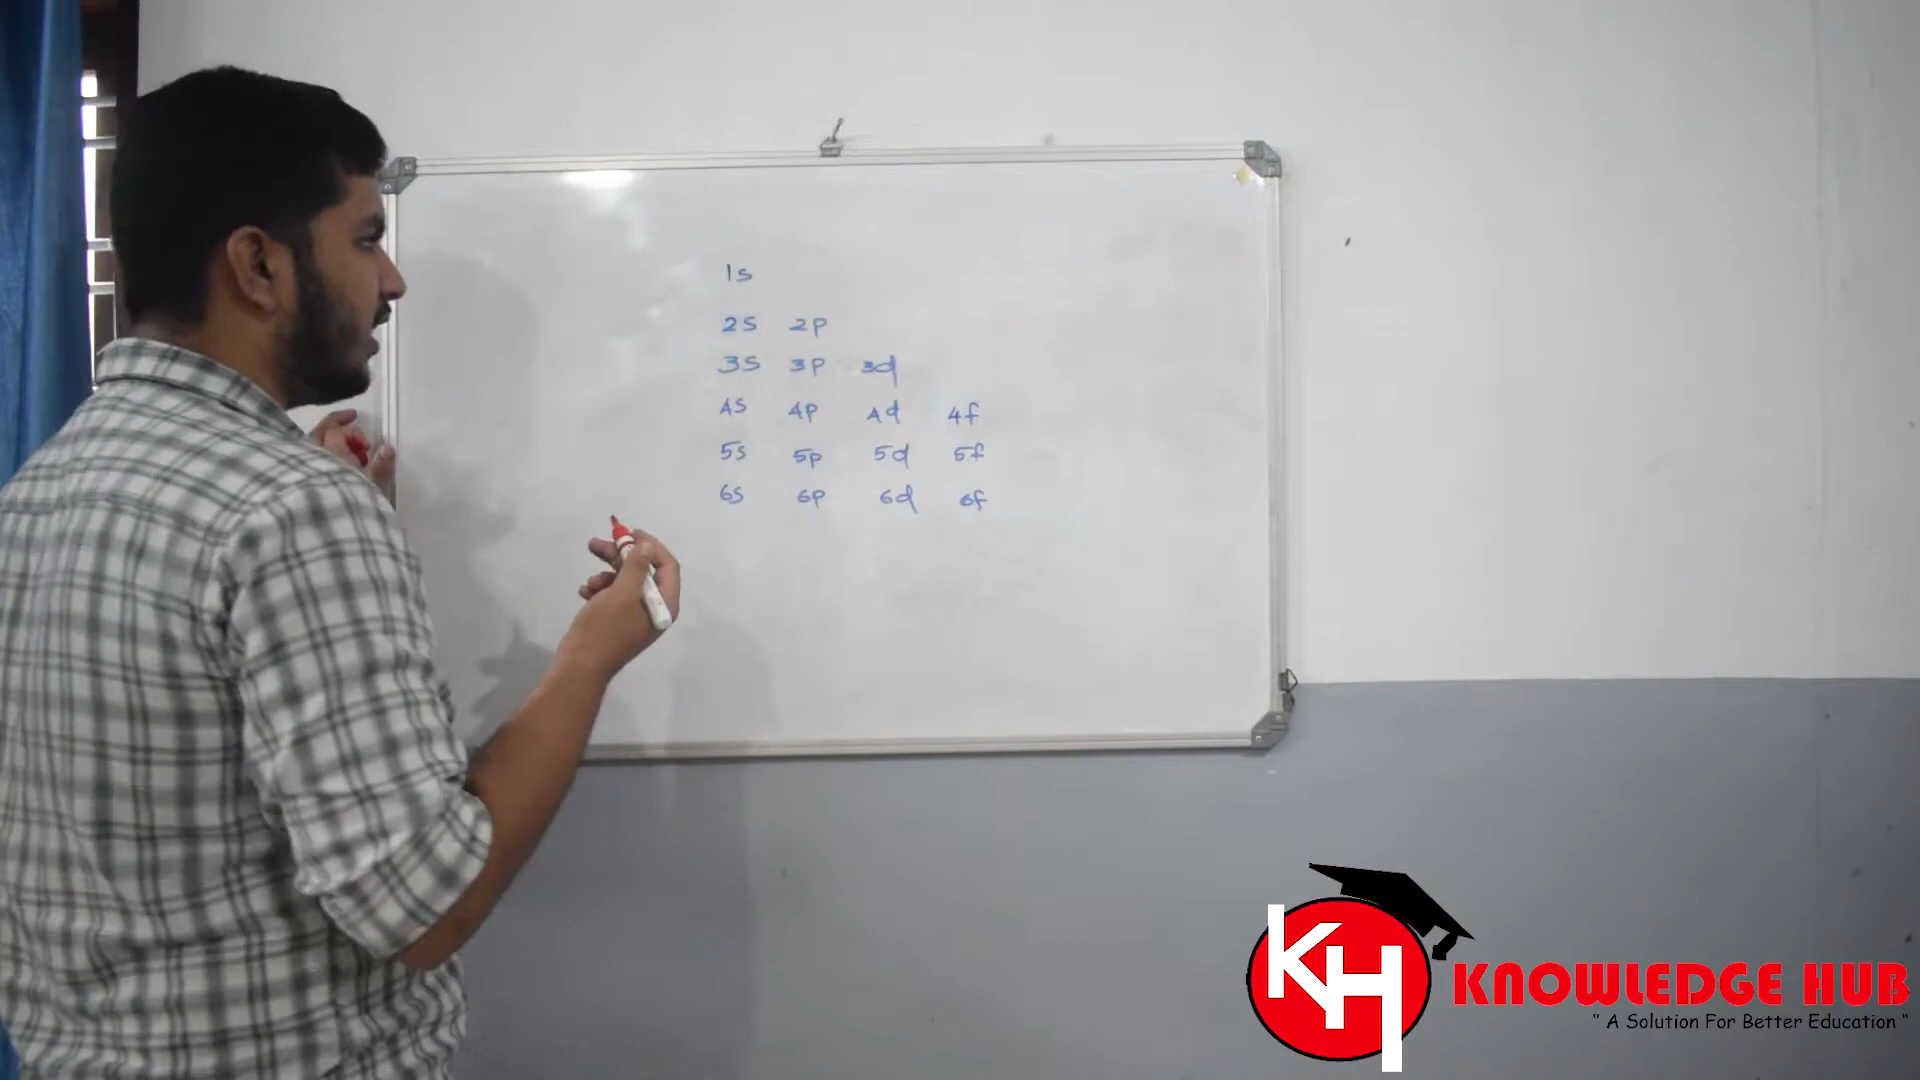 1s
2s 2p
3s 3p 3d
4s 4p 4d 4f
5s 5p 5d 5f
6s 6p 6d 6f
KH
KNOWLEDGE HUB
" A Solution For Better Education "